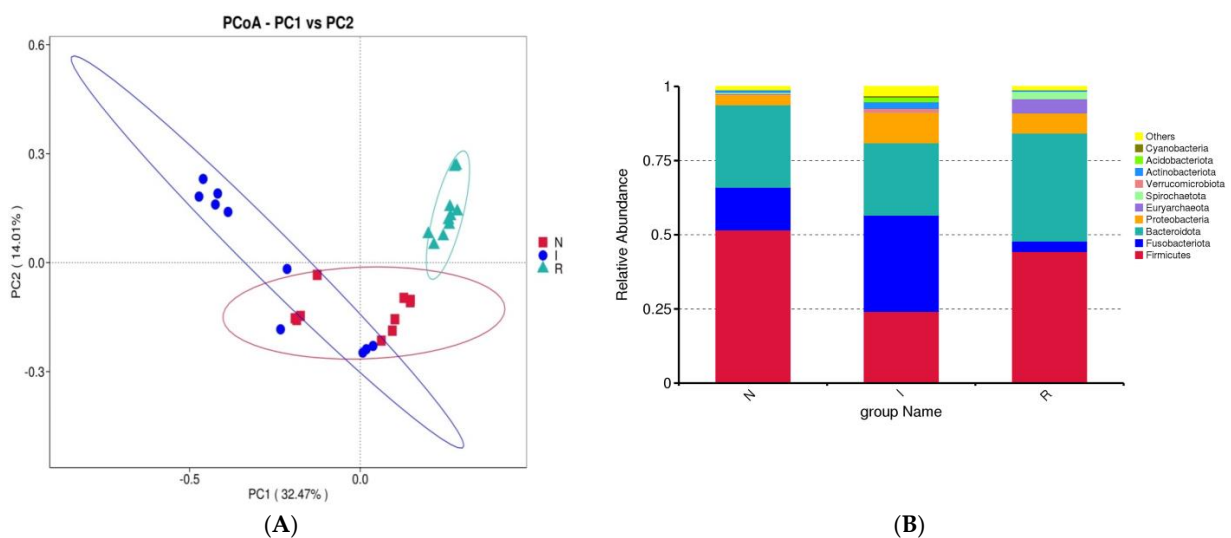 PCoA - PC1 vs PC2
0.6
0.3
0.0
-0.3
PC2 ( 14.01% )
-0.5
0.0
PC1 ( 32.47% )
N
I
R
(A)
1
0.75
0.5
0.25
0
Relative Abundance
N
I
R
group Name
Others
Cyanobacteria
Acidobacteriota
Actinobacteriota
Verrucomicrobiota
Spirochaetota
Euryarchaeota
Proteobacteria
Bacteroidota
Fusobacteriota
Firmicutes
(B)